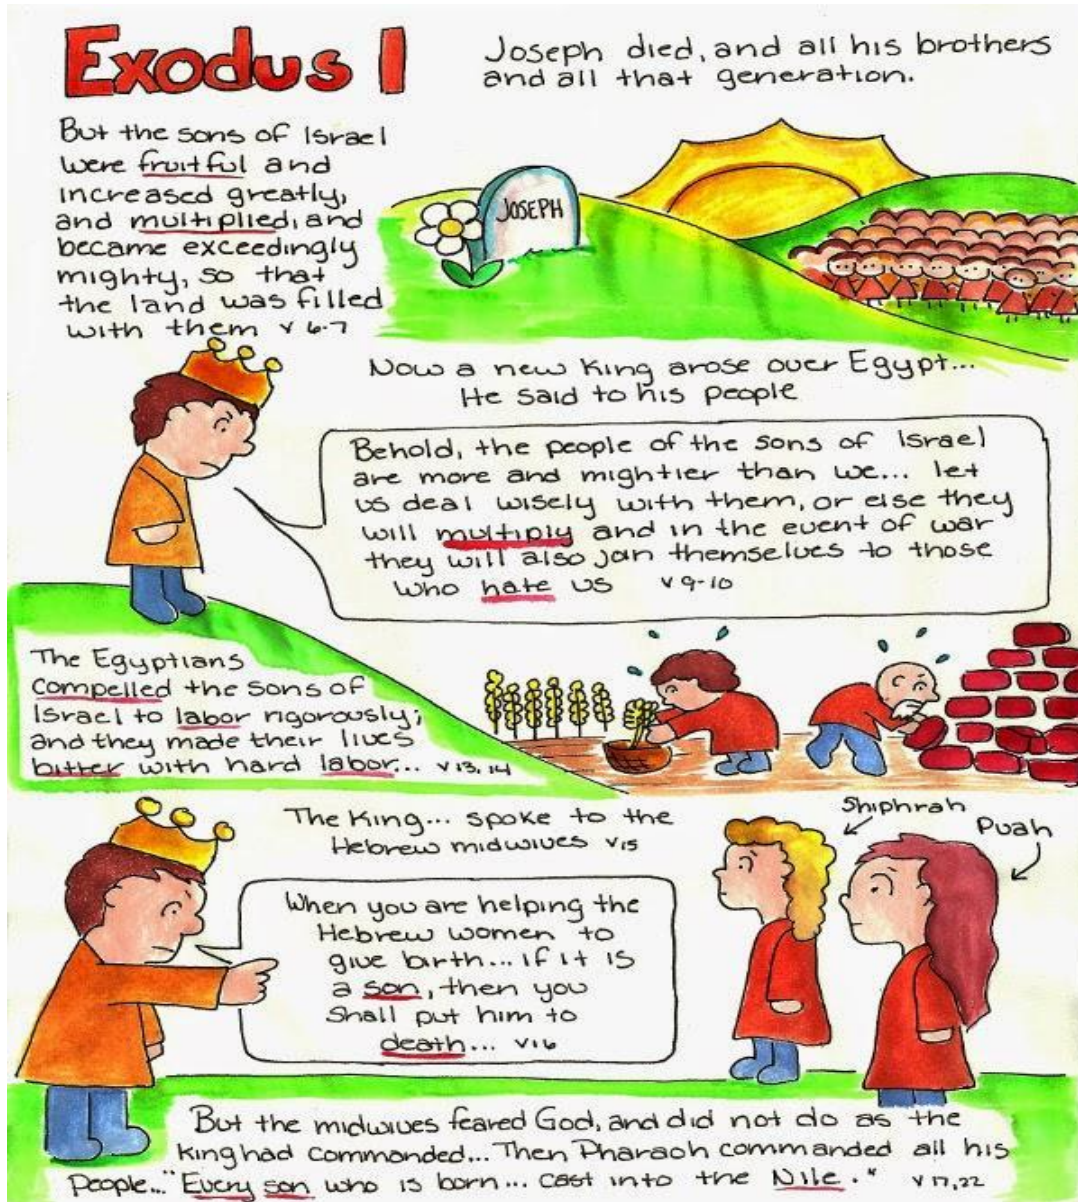 Exodus 1
Joseph died, and all his brothers
and all that generation.
But the sons of Israel
were fruitful and
increased greatly,
and multiplied, and
became exceedingly
mighty, so that
the land was filled
with them v 6-7
JOSEPH
Now a new King arose over Egypt...
He said to his people
Behold, the people of the sons of Israel
are more and mightier than we... let
us deal wisely with them, or else they
will multiply and in the event of war
they will also join themselves to those
who hate us v 9-10
The Egyptians
compelled the sons of
Israel to labor rigorously;
and they made their lives
bitter with hard labor... v 13, 14
The King... spoke to the
Hebrew midwives v15
Shiphrah
Puah
When you are helping the
Hebrew women to
give birth... if it is
a son, then you
shall put him to
death... v16
But the midwives feared God, and did not do as the
king had commanded... Then Pharaoh commanded all his
people... "Every son who is born... cast into the Nile." v 17, 22